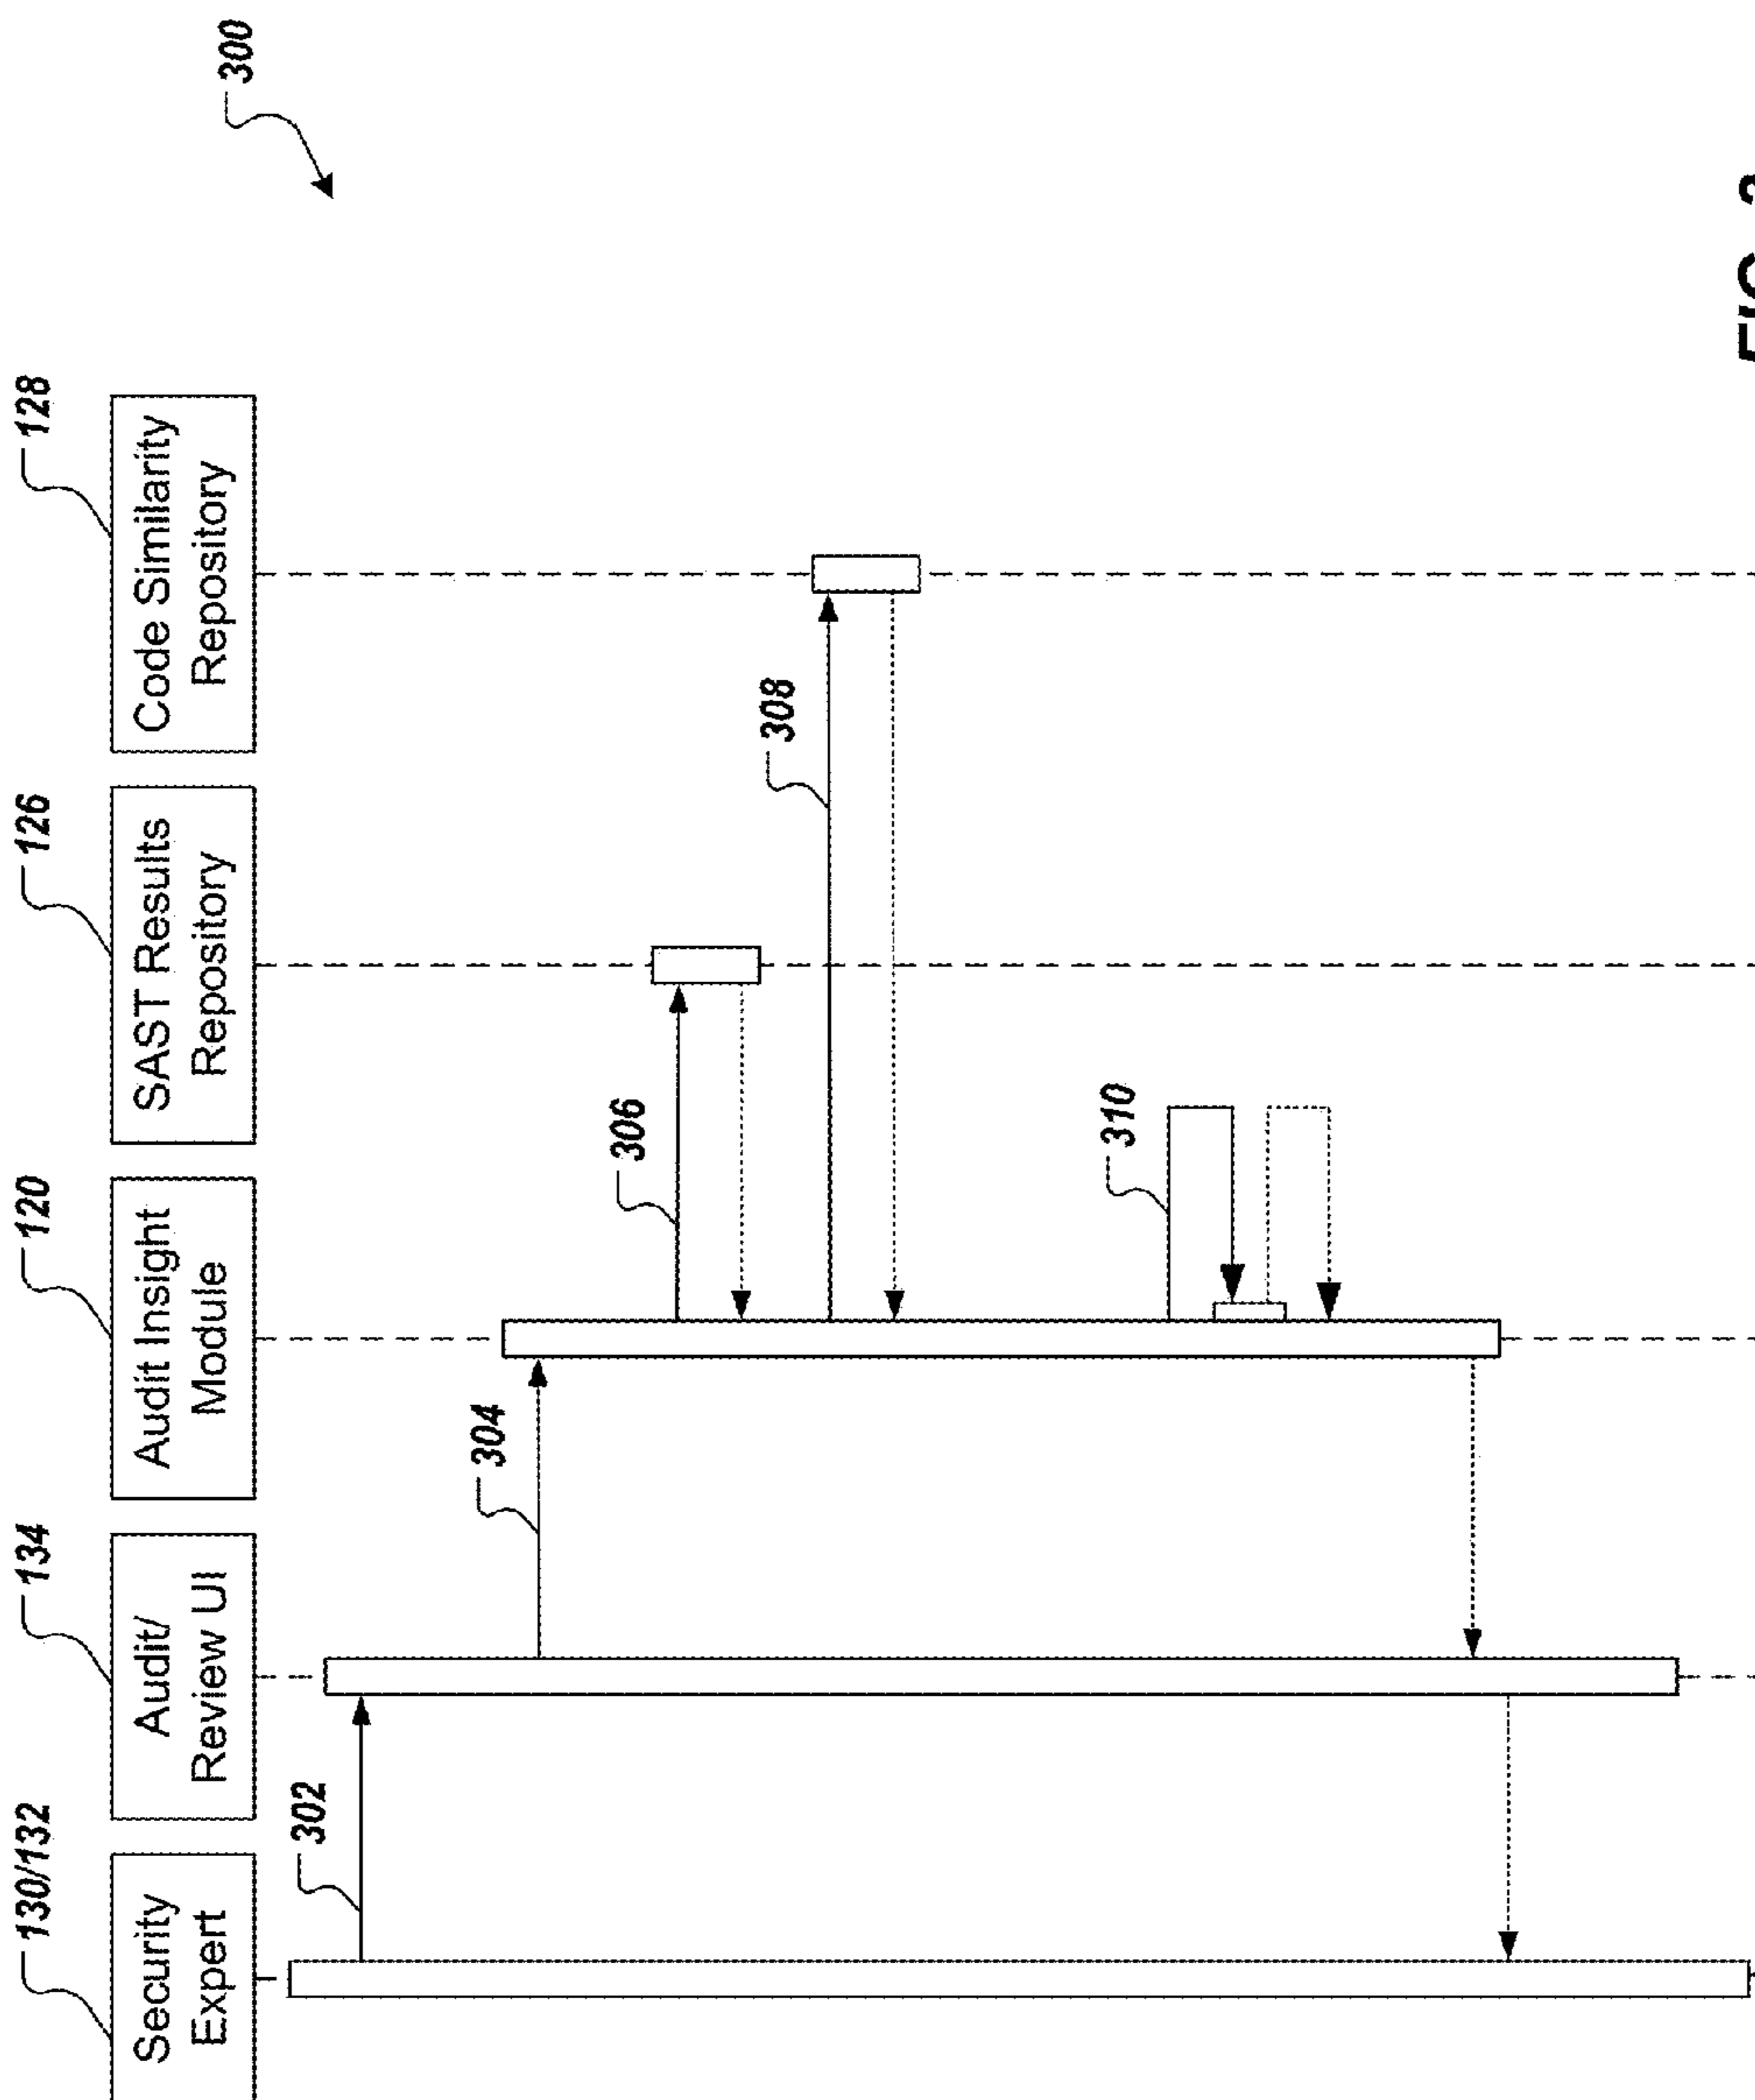 130/132
134
120
126
128
Security
Expert
Audit/
Review UI
Audit Insight
Module
SAST Results
Repository
Code Similarity
Repository
300
302
304
306
308
310